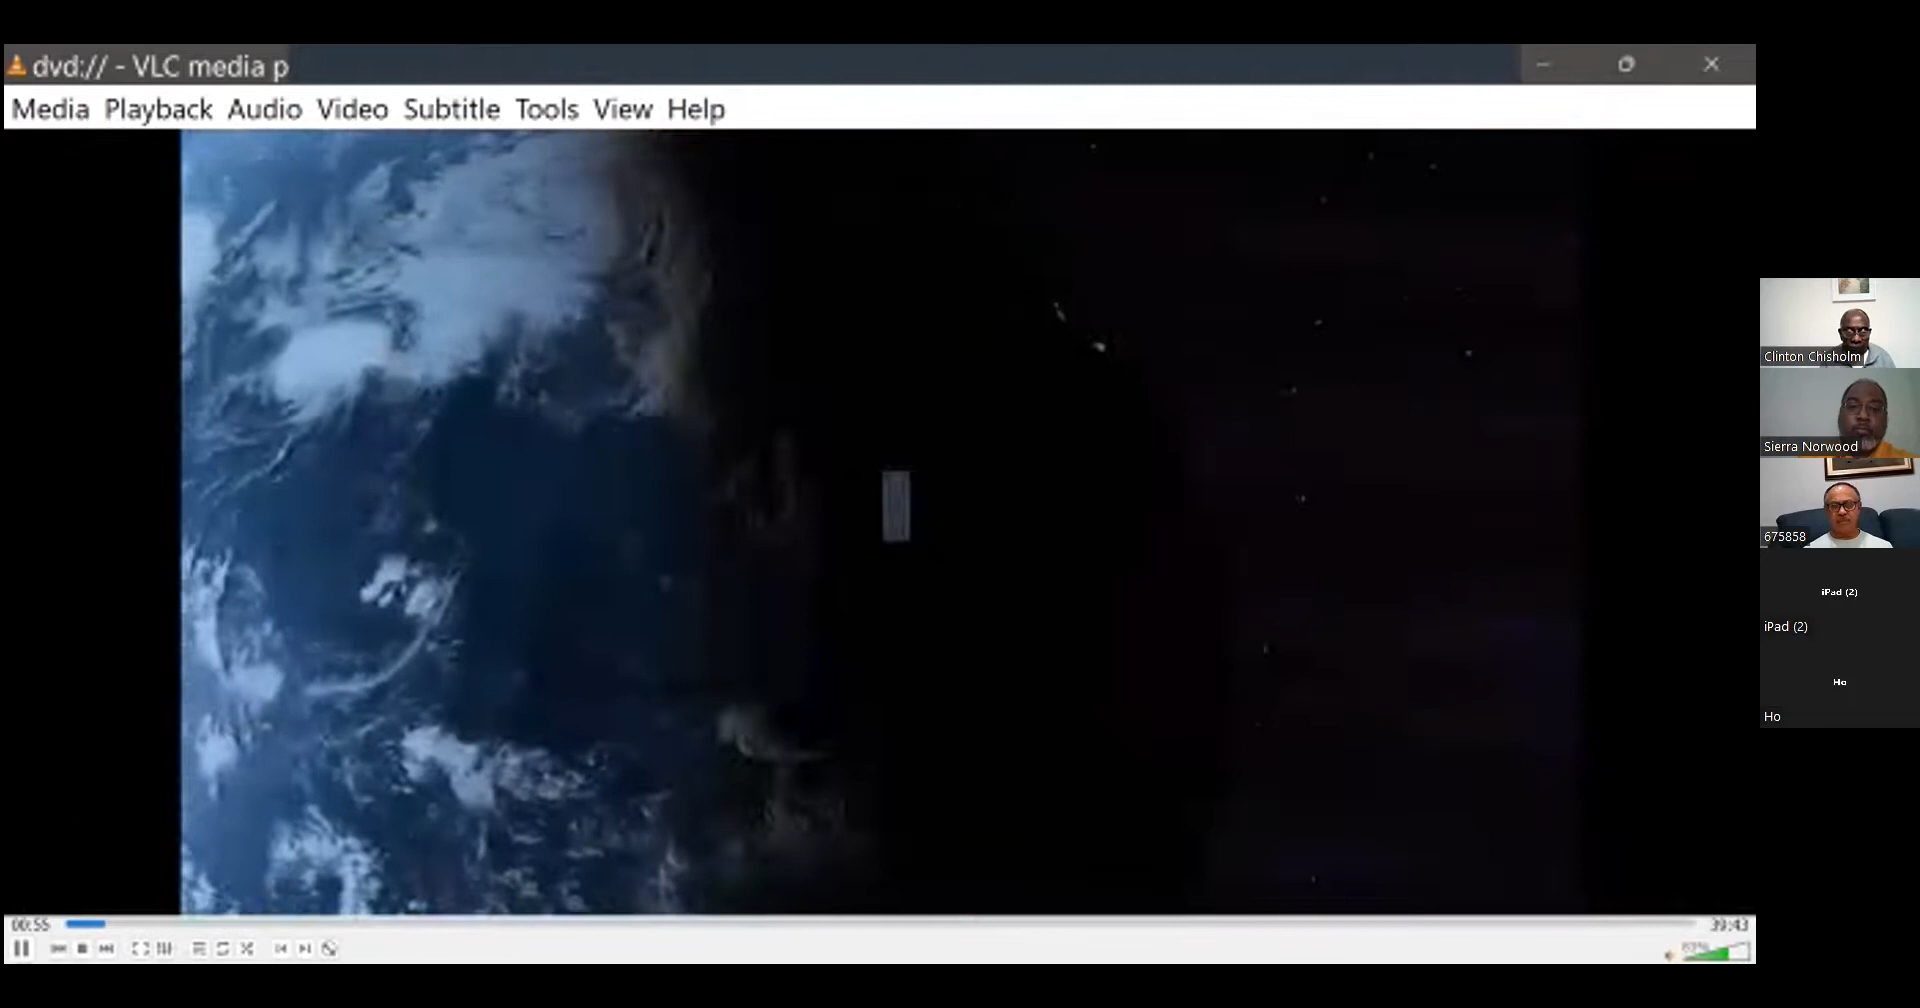 dvd:// - VLC media p
Media Playback Audio Video Subtitle Tools View Help
Clinton Chisholm
Sierra Norwood
675858
iPad (2)
iPad (2)
Ho
Ho
00:55
39:43
83%